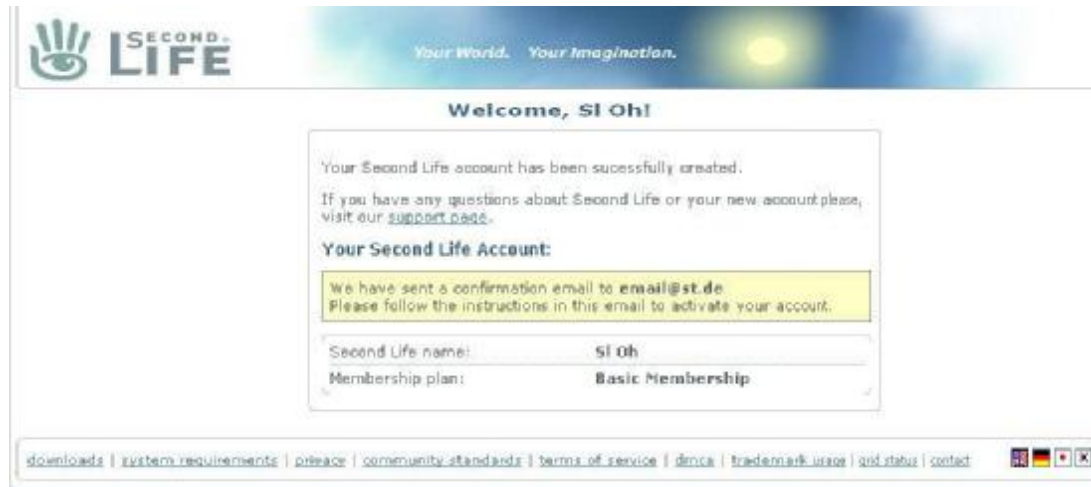 SECOND LIFE
Your World. Your Imagination.
Welcome, Sl Oh!
Your Second Life account has been sucessfully created.
If you have any questions about Second Life or your new account please,
visit our support page.
Your Second Life Account:
We have sent a confirmation email to email@st.de
Please follow the instructions in this email to activate your account.
Second Life name: Sl Oh
Membership plan: Basic Membership
downloads | system requirements | privacy | community standards | terms of service | dmca | trademark usage | grid status | contact